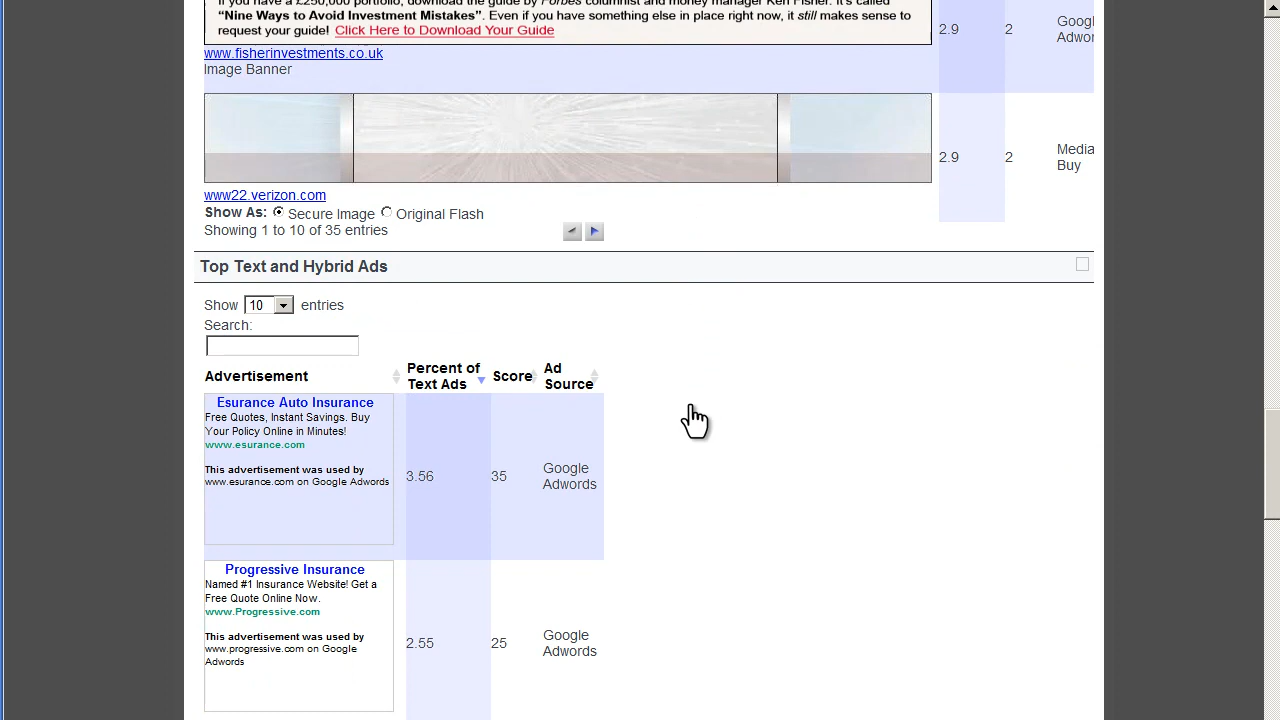 If you have a £250,000 portfolio, download the guide by Forbes columnist and money manager Ken Fisher. It's called
“Nine Ways to Avoid Investment Mistakes”. Even if you have something else in place right now, it still makes sense to
request your guide! Click Here to Download Your Guide
www.fisherinvestments.co.uk
Image Banner
2.9
2
Googl
Adwor
2.9
2
Media
Buy
www22.verizon.com
Show As: Secure Image Original Flash
Showing 1 to 10 of 35 entries
Top Text and Hybrid Ads
Show 10 entries
Search:
Advertisement
Percent of
Text Ads
Score
Ad
Source
Esurance Auto Insurance
Free Quotes, Instant Savings. Buy
Your Policy Online in Minutes!
www.esurance.com
This advertisement was used by
www.esurance.com on Google Adwords
3.56
35
Google
Adwords
Progressive Insurance
Named #1 Insurance Website! Get a
Free Quote Online Now.
www.Progressive.com
This advertisement was used by
www.progressive.com on Google
Adwords
2.55
25
Google
Adwords